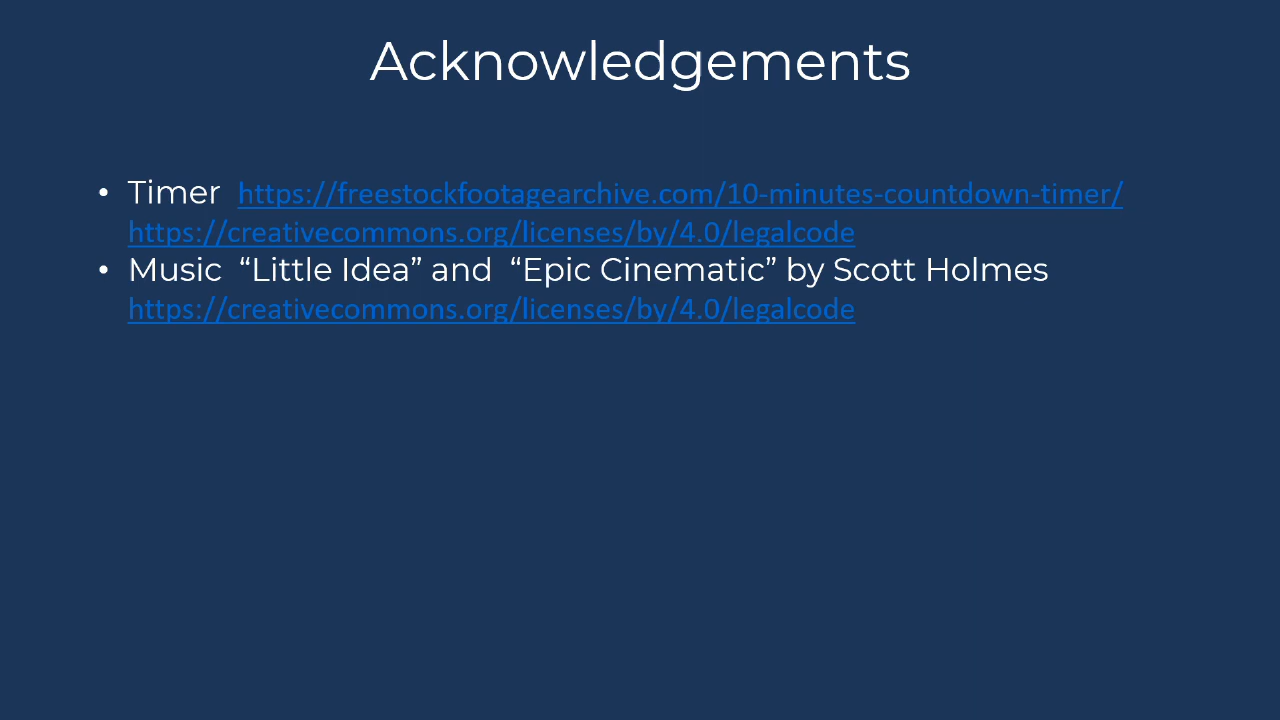 Acknowledgements
• Timer  https://freestockfootagearchive.com/10-minutes-countdown-timer/
https://creativecommons.org/licenses/by/4.0/legalcode
• Music  “Little Idea” and  “Epic Cinematic” by Scott Holmes
https://creativecommons.org/licenses/by/4.0/legalcode